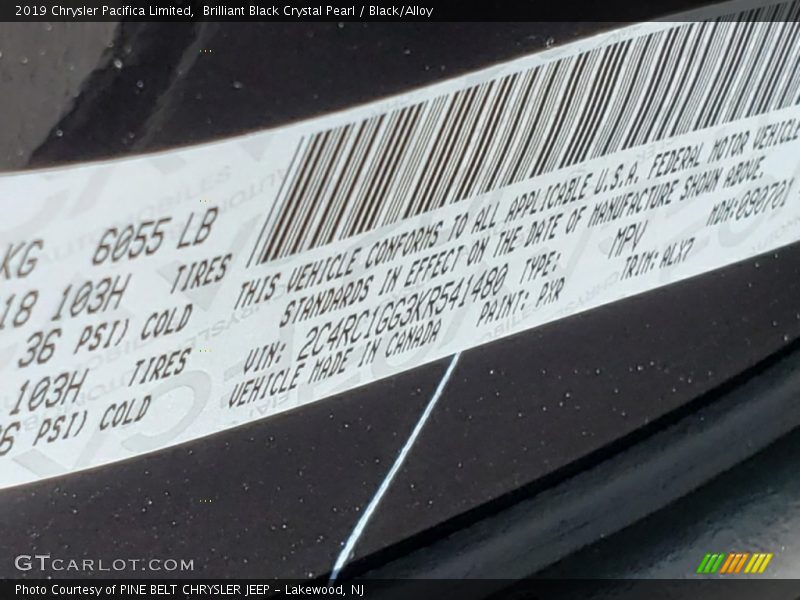 2019 Chrysler Pacifica Limited,  Brilliant Black Crystal Pearl / Black/Alloy
KG 6055 LB
18 103H TIRES
36 PSI) COLD
103H TIRES
PSI) COLD
THIS VEHICLE CONFORMS TO ALL APPLICABLE U.S.A. FEDERAL MOTOR VEHICLE
STANDARDS IN EFFECT ON THE DATE OF MANUFACTURE SHOWN ABOVE.
VIN: 2C4RC1GG3KR541480 TYPE: MPV MDH:090701
VEHICLE MADE IN CANADA PAINT: PXR TRIM: ALX7
GTCARLOT.COM
Photo Courtesy of PINE BELT CHRYSLER JEEP - Lakewood, NJ